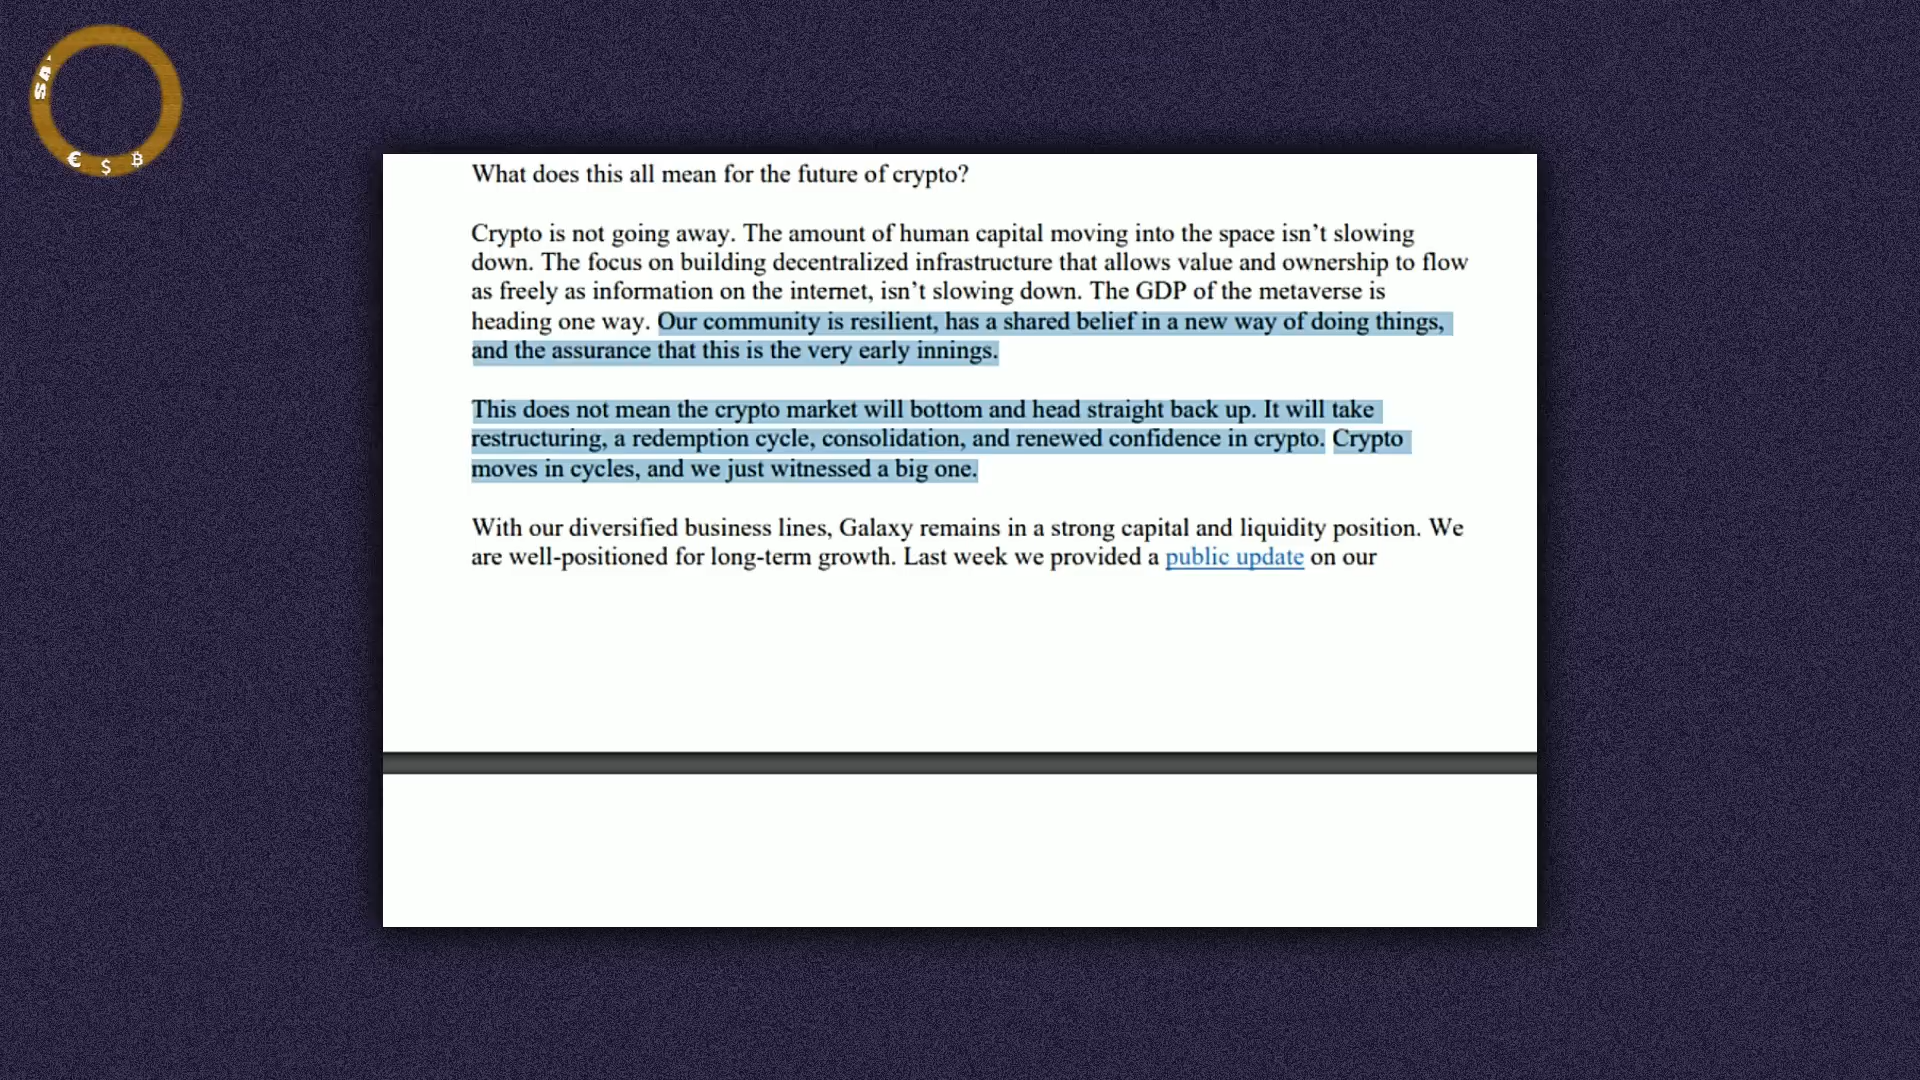 SA
€ $ ₿
What does this all mean for the future of crypto?
Crypto is not going away. The amount of human capital moving into the space isn’t slowing
down. The focus on building decentralized infrastructure that allows value and ownership to flow
as freely as information on the internet, isn’t slowing down. The GDP of the metaverse is
heading one way. Our community is resilient, has a shared belief in a new way of doing things,
and the assurance that this is the very early innings.
This does not mean the crypto market will bottom and head straight back up. It will take
restructuring, a redemption cycle, consolidation, and renewed confidence in crypto. Crypto
moves in cycles, and we just witnessed a big one.
With our diversified business lines, Galaxy remains in a strong capital and liquidity position. We
are well-positioned for long-term growth. Last week we provided a public update on our